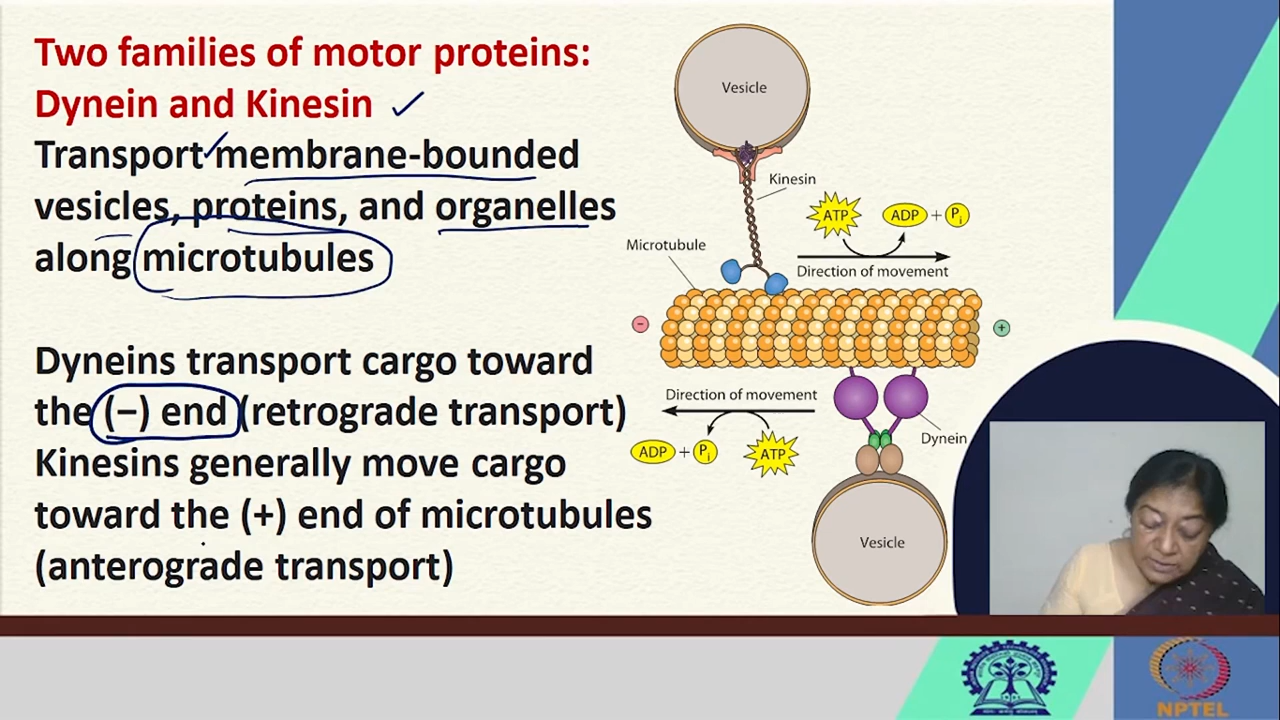 Two families of motor proteins:
Dynein and Kinesin
Transport membrane-bounded
vesicles, proteins, and organelles
along microtubules
Dyneins transport cargo toward
the (−) end (retrograde transport)
Kinesins generally move cargo
toward the (+) end of microtubules
(anterograde transport)
Vesicle
Kinesin
ATP
ADP + Pi
Microtubule
Direction of movement
−
+
Direction of movement
ADP + Pi
ATP
Dynein
Vesicle
NPTEL